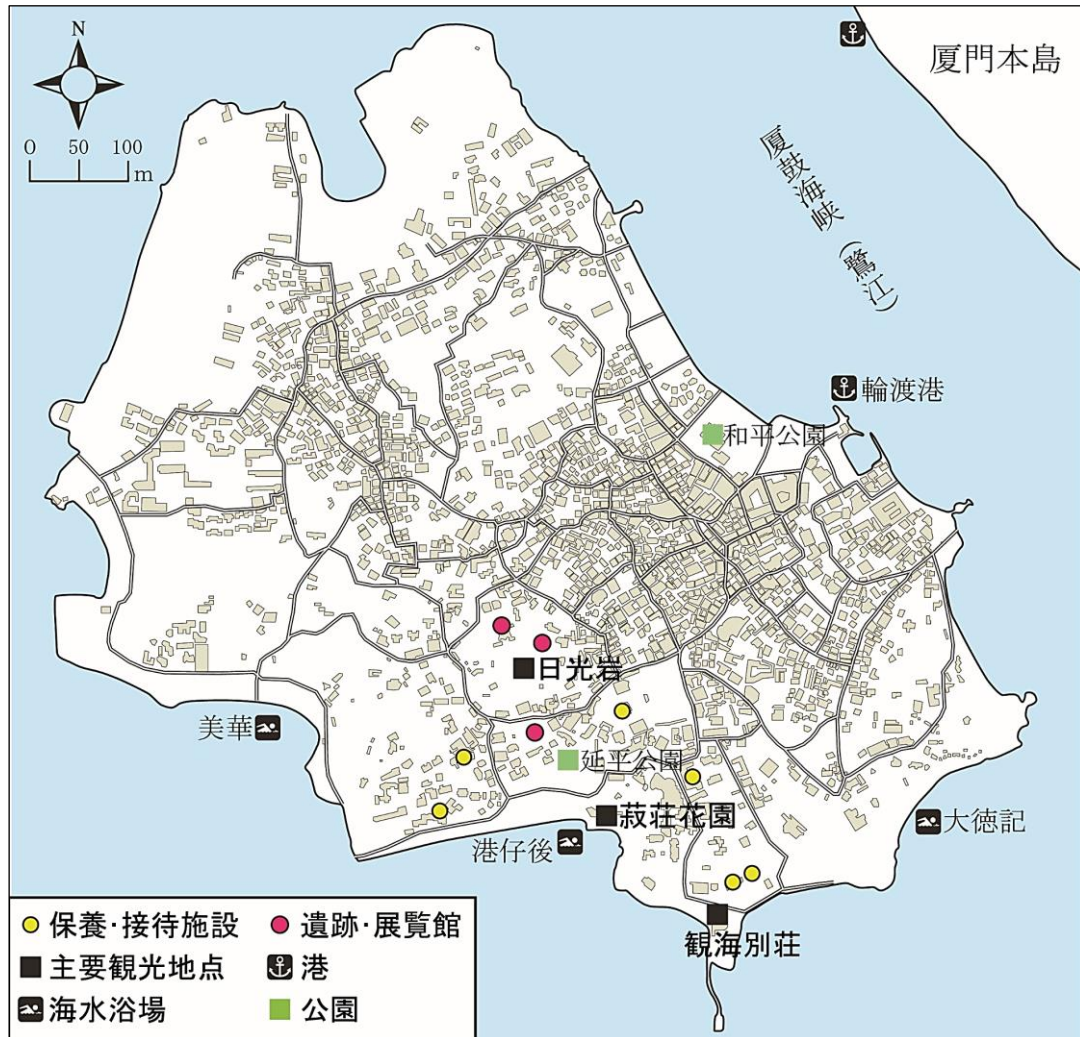 N
0 50 100
m
厦門本島
厦鼓海峡（鷺江）
輪渡港
和平公園
日光岩
美華
延平公園
菽荘花園
大徳記
港仔後
観海別荘
保養・接待施設
遺跡・展覧館
主要観光地点
港
海水浴場
公園